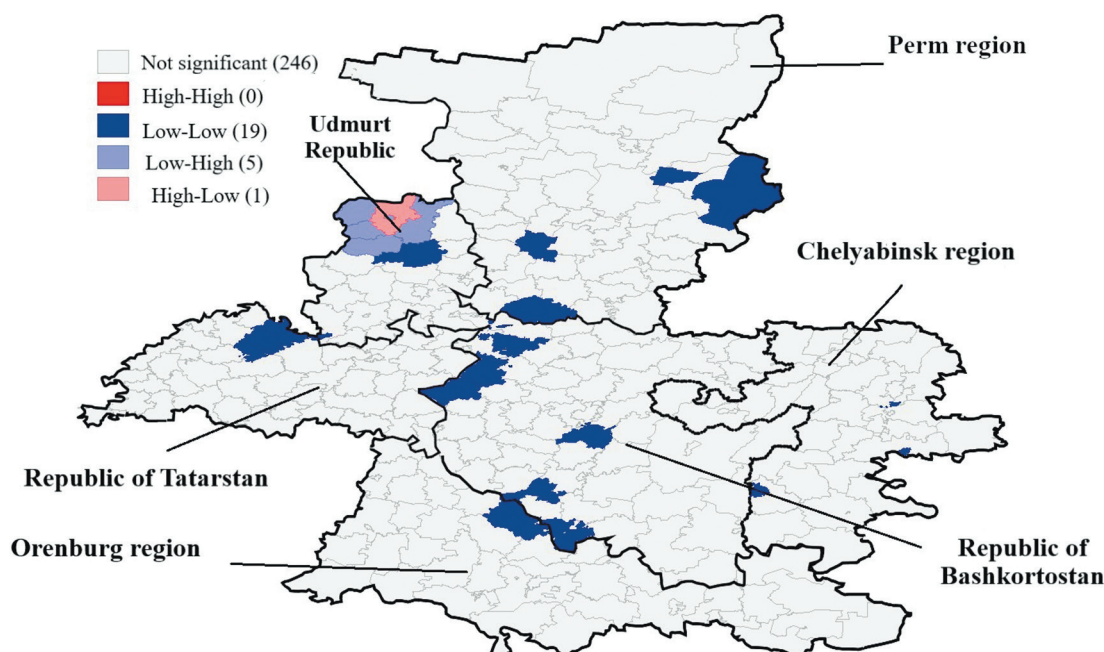 Perm region
Not significant (246)
High-High (0)
Low-Low (19)
Low-High (5)
High-Low (1)
Udmurt
Republic
Chelyabinsk region
Republic of Tatarstan
Orenburg region
Republic of
Bashkortostan